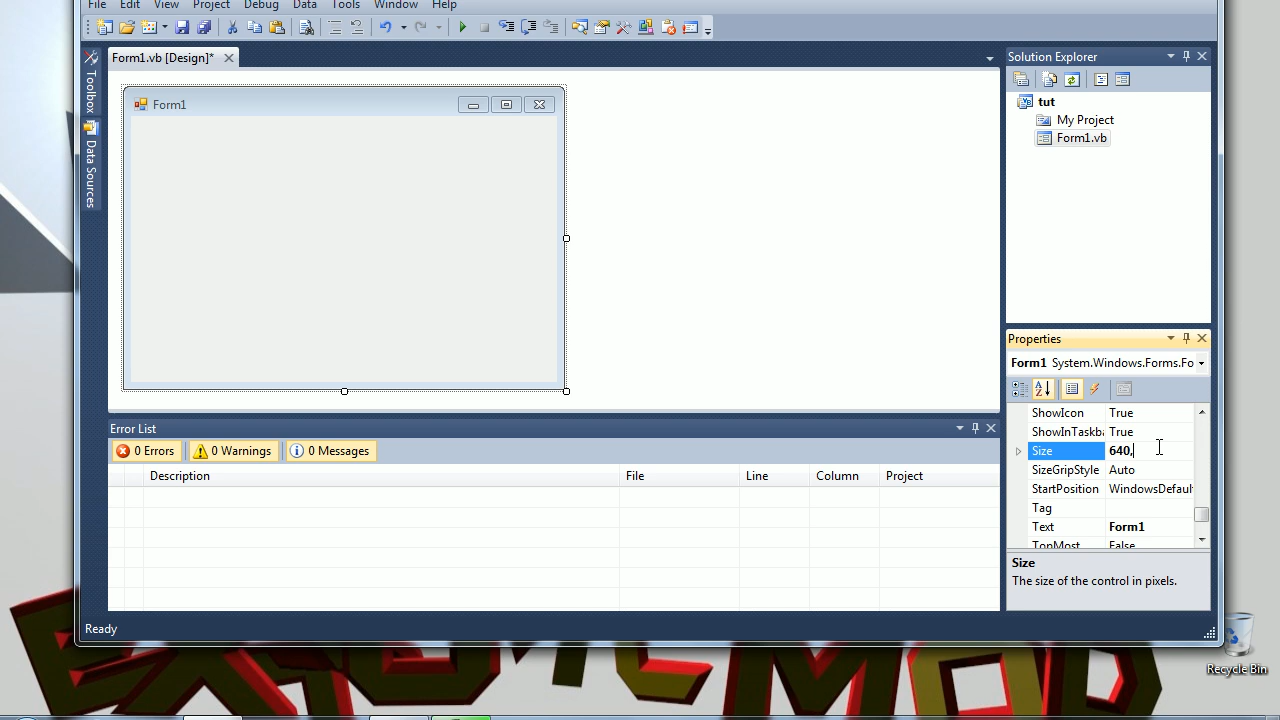 File Edit View Project Debug Data Tools Window Help
Form1.vb [Design]*
Toolbox
Data Sources
Form1
Solution Explorer
tut
My Project
Form1.vb
Properties
Form1 System.Windows.Forms.Fo
ShowIcon True
ShowInTaskba True
Size 640,
SizeGripStyle Auto
StartPosition WindowsDefaul
Tag
Text Form1
TopMost False
Size
The size of the control in pixels.
Error List
0 Errors 0 Warnings 0 Messages
Description File Line Column Project
Ready
Recycle Bin